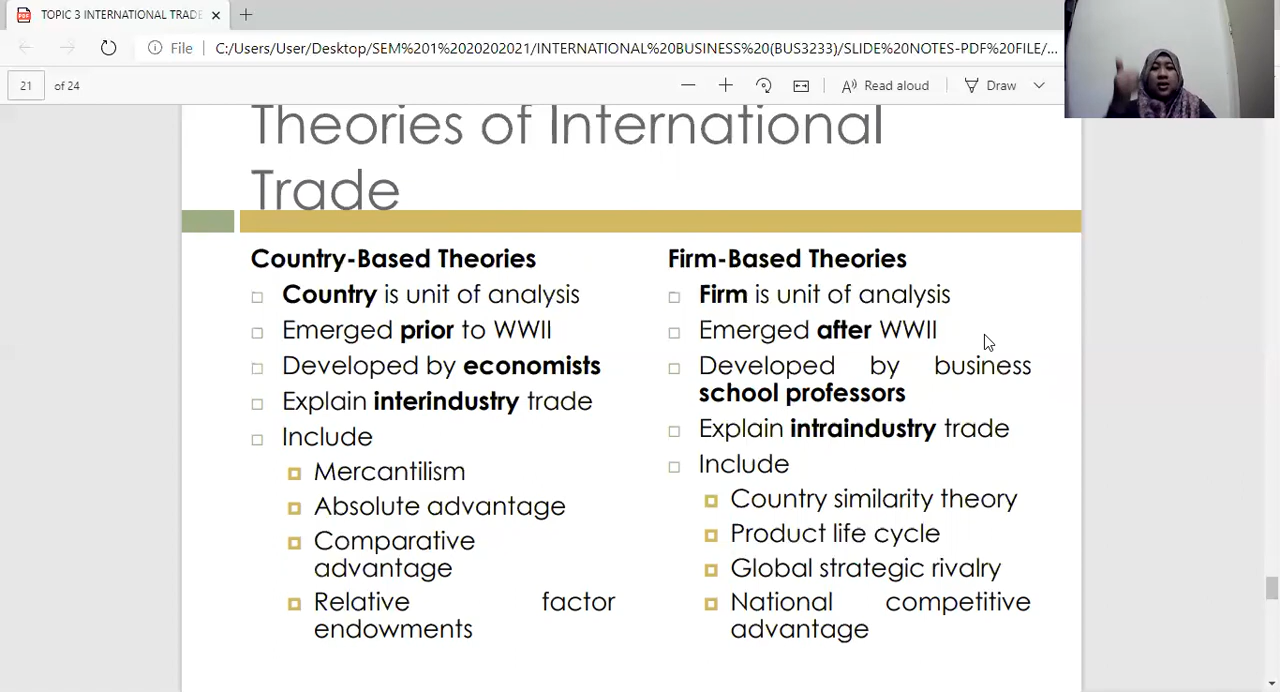 TOPIC 3 INTERNATIONAL TRADE
File
C:/Users/User/Desktop/SEM%201%2020202021/INTERNATIONAL%20BUSINESS%20(BUS3233)/SLIDE%20NOTES-PDF%20FILE/...
21 of 24
Read aloud
Draw
Theories of International
Trade
Country-Based Theories
Country is unit of analysis
Emerged prior to WWII
Developed by economists
Explain interindustry trade
Include
Mercantilism
Absolute advantage
Comparative
advantage
Relative factor
endowments
Firm-Based Theories
Firm is unit of analysis
Emerged after WWII
Developed by business
school professors
Explain intraindustry trade
Include
Country similarity theory
Product life cycle
Global strategic rivalry
National competitive
advantage